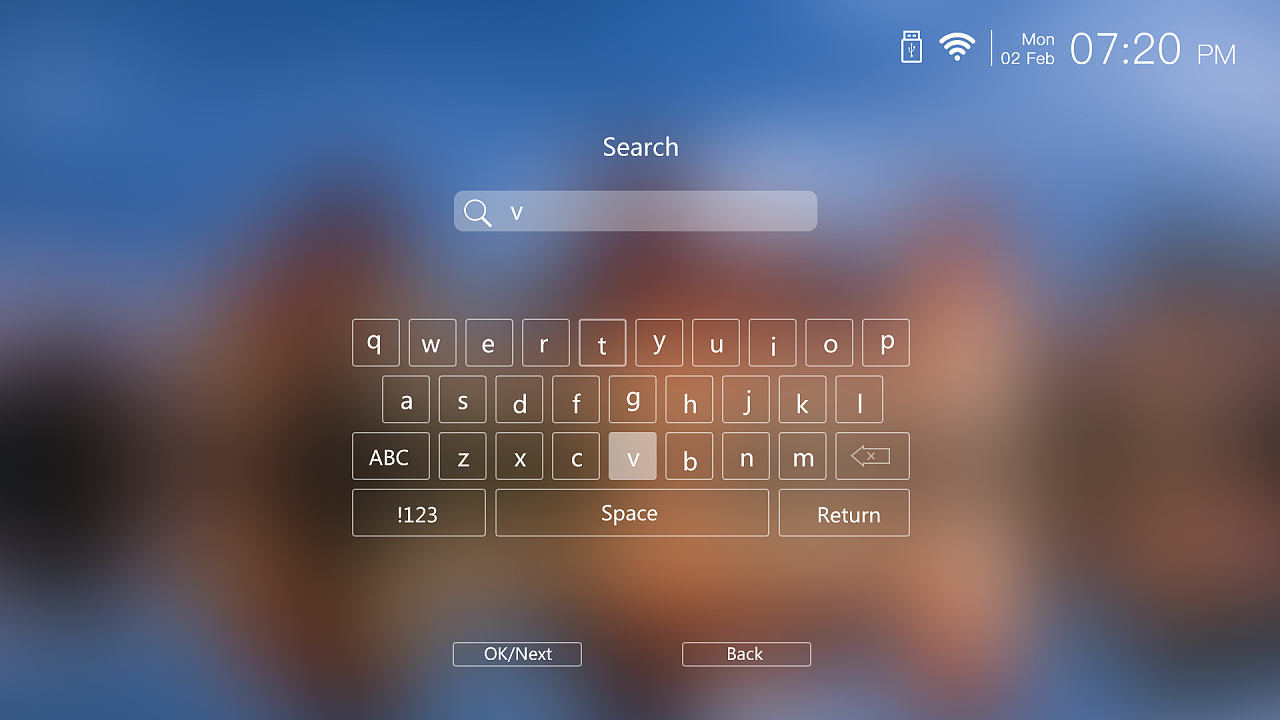 Mon
02 Feb
07:20 PM
Search
v
q w e r t y u i o p
a s d f g h j k l
ABC z x c v b n m
!123 Space Return
OK/Next Back